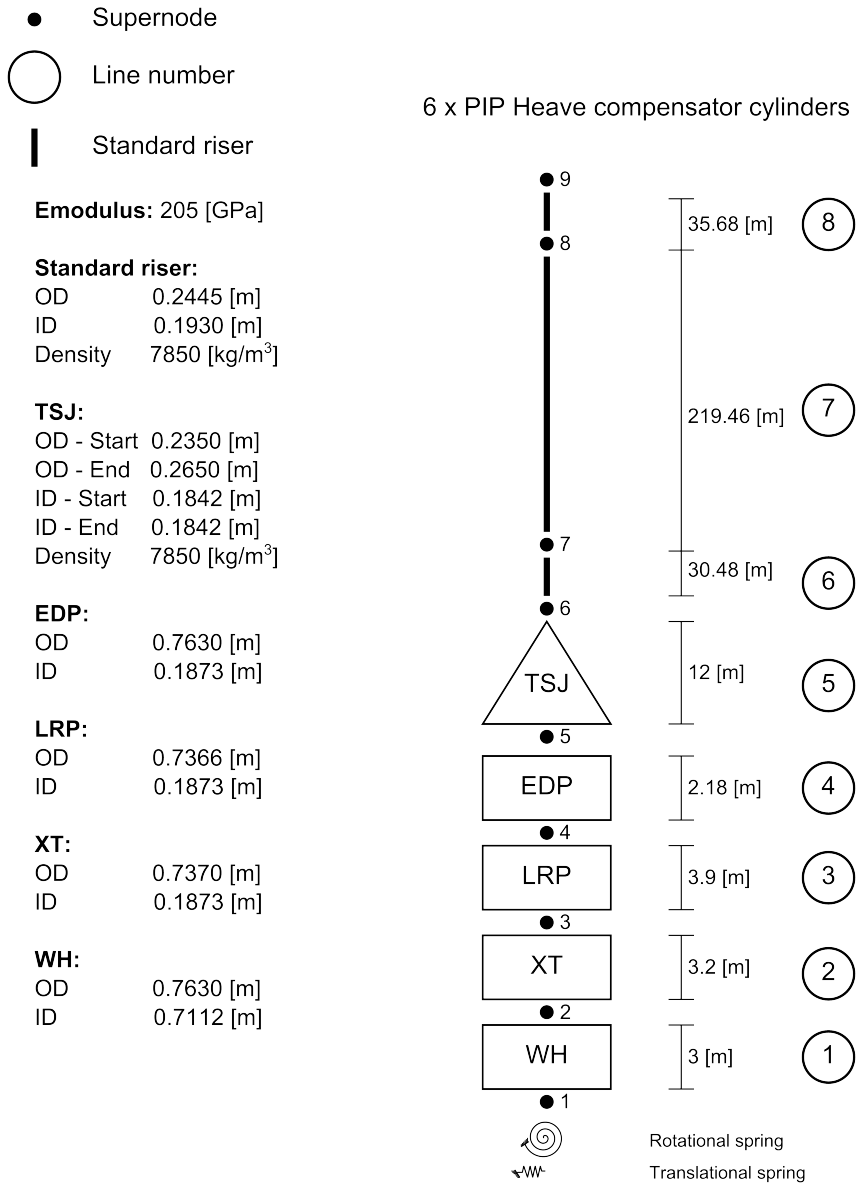 Supernode
Line number
Standard riser
Emodulus: 205 [GPa]
Standard riser:
OD 0.2445 [m]
ID 0.1930 [m]
Density 7850 [kg/m³]
TSJ:
OD - Start 0.2350 [m]
OD - End 0.2650 [m]
ID - Start 0.1842 [m]
ID - End 0.1842 [m]
Density 7850 [kg/m³]
EDP:
OD 0.7630 [m]
ID 0.1873 [m]
LRP:
OD 0.7366 [m]
ID 0.1873 [m]
XT:
OD 0.7370 [m]
ID 0.1873 [m]
WH:
OD 0.7630 [m]
ID 0.7112 [m]
6 x PIP Heave compensator cylinders
9
35.68 [m] 8
8
219.46 [m] 7
7
30.48 [m] 6
6
TSJ 12 [m] 5
5
EDP 2.18 [m] 4
4
LRP 3.9 [m] 3
3
XT 3.2 [m] 2
2
WH 3 [m] 1
1
Rotational spring
Translational spring